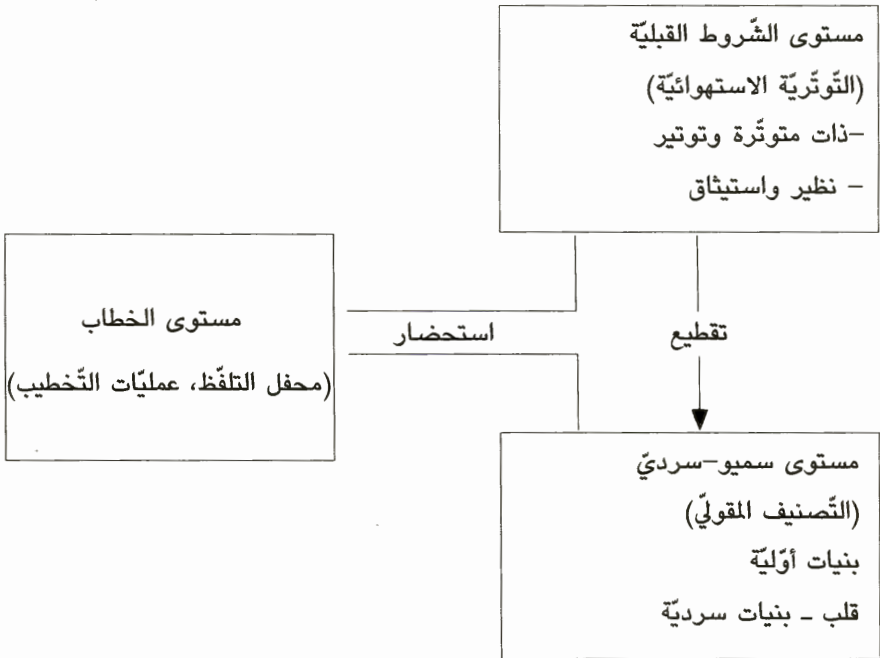 مستوى الشّروط القبليّة
(التّوتّريّة الاستهوائيّة)
–ذات متوتّرة وتوتير
– نظير واستيثاق
مستوى الخطاب
(محفل التلفّظ، عمليّات التّخطيب)
استحضار
تقطيع
مستوى سميو–سرديّ
(التّصنيف المقوليّ)
بنيات أوّليّة
قلب ـ بنيات سرديّة